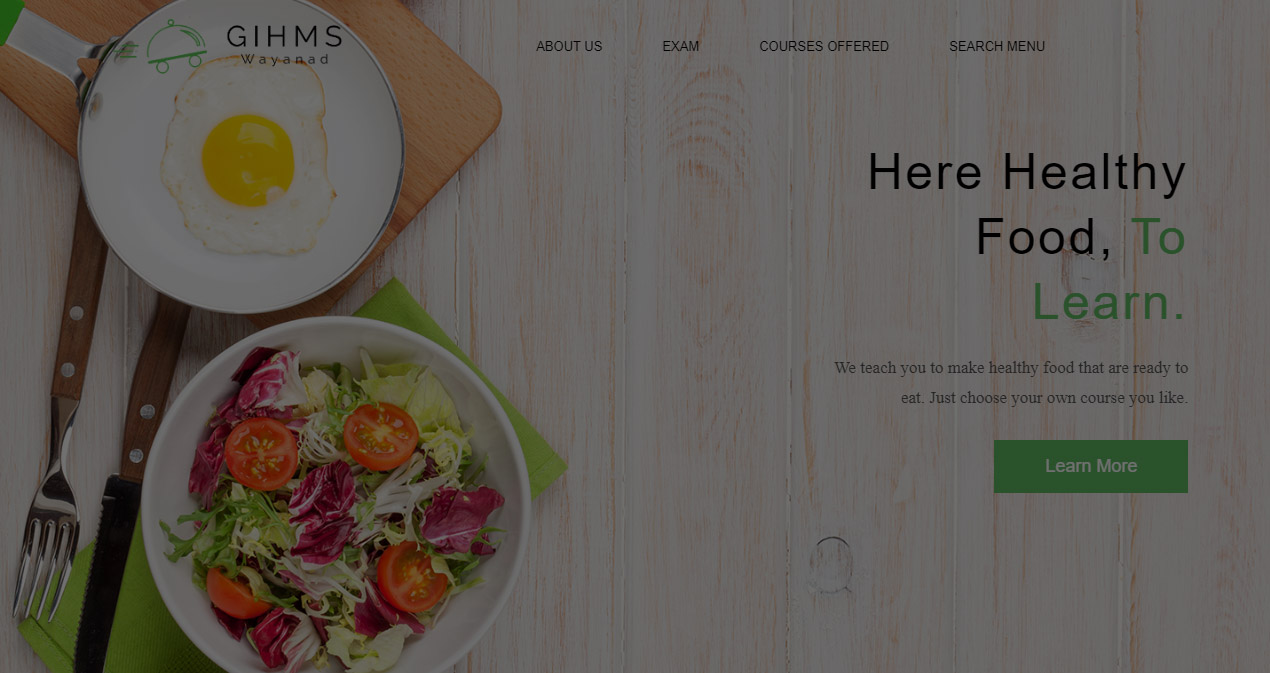 GIHMS
Wayanad
ABOUT US
EXAM
COURSES OFFERED
SEARCH MENU
Here Healthy
Food, To
Learn.
We teach you to make healthy food that are ready to
eat. Just choose your own course you like.
Learn More